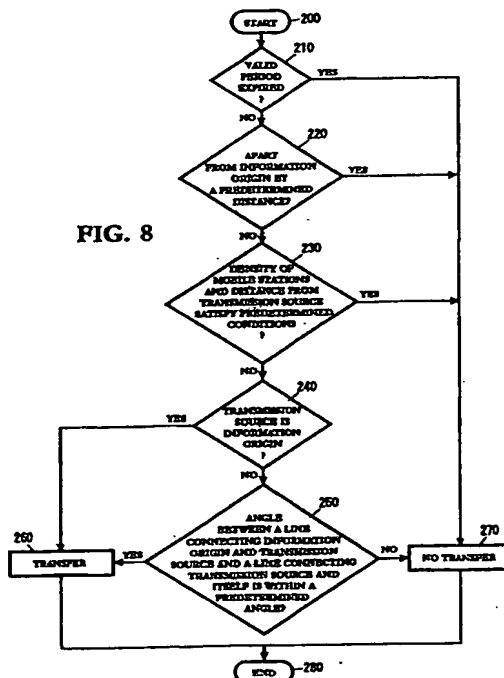 200
START
210
VALID
PERIOD
EXPIRED
?
YES
NO
220
APART
FROM INFORMATION
ORIGIN BY
A PREDETERMINED
DISTANCE?
YES
NO
FIG. 8
230
DENSITY OF
MOBILE STATIONS
AND DISTANCE FROM
TRANSMISSION SOURCE
SATISFY PREDETERMINED
CONDITIONS
?
YES
NO
240
TRANSMISSION
SOURCE IS
INFORMATION
ORIGIN
?
YES
NO
250
ANGLE
BETWEEN A LINE
CONNECTING INFORMATION
ORIGIN AND TRANSMISSION
SOURCE AND A LINE CONNECTING
TRANSMISSION SOURCE AND
ITSELF IS WITHIN A
PREDETERMINED
ANGLE?
YES
NO
260
TRANSFER
270
NO TRANSFER
END
280